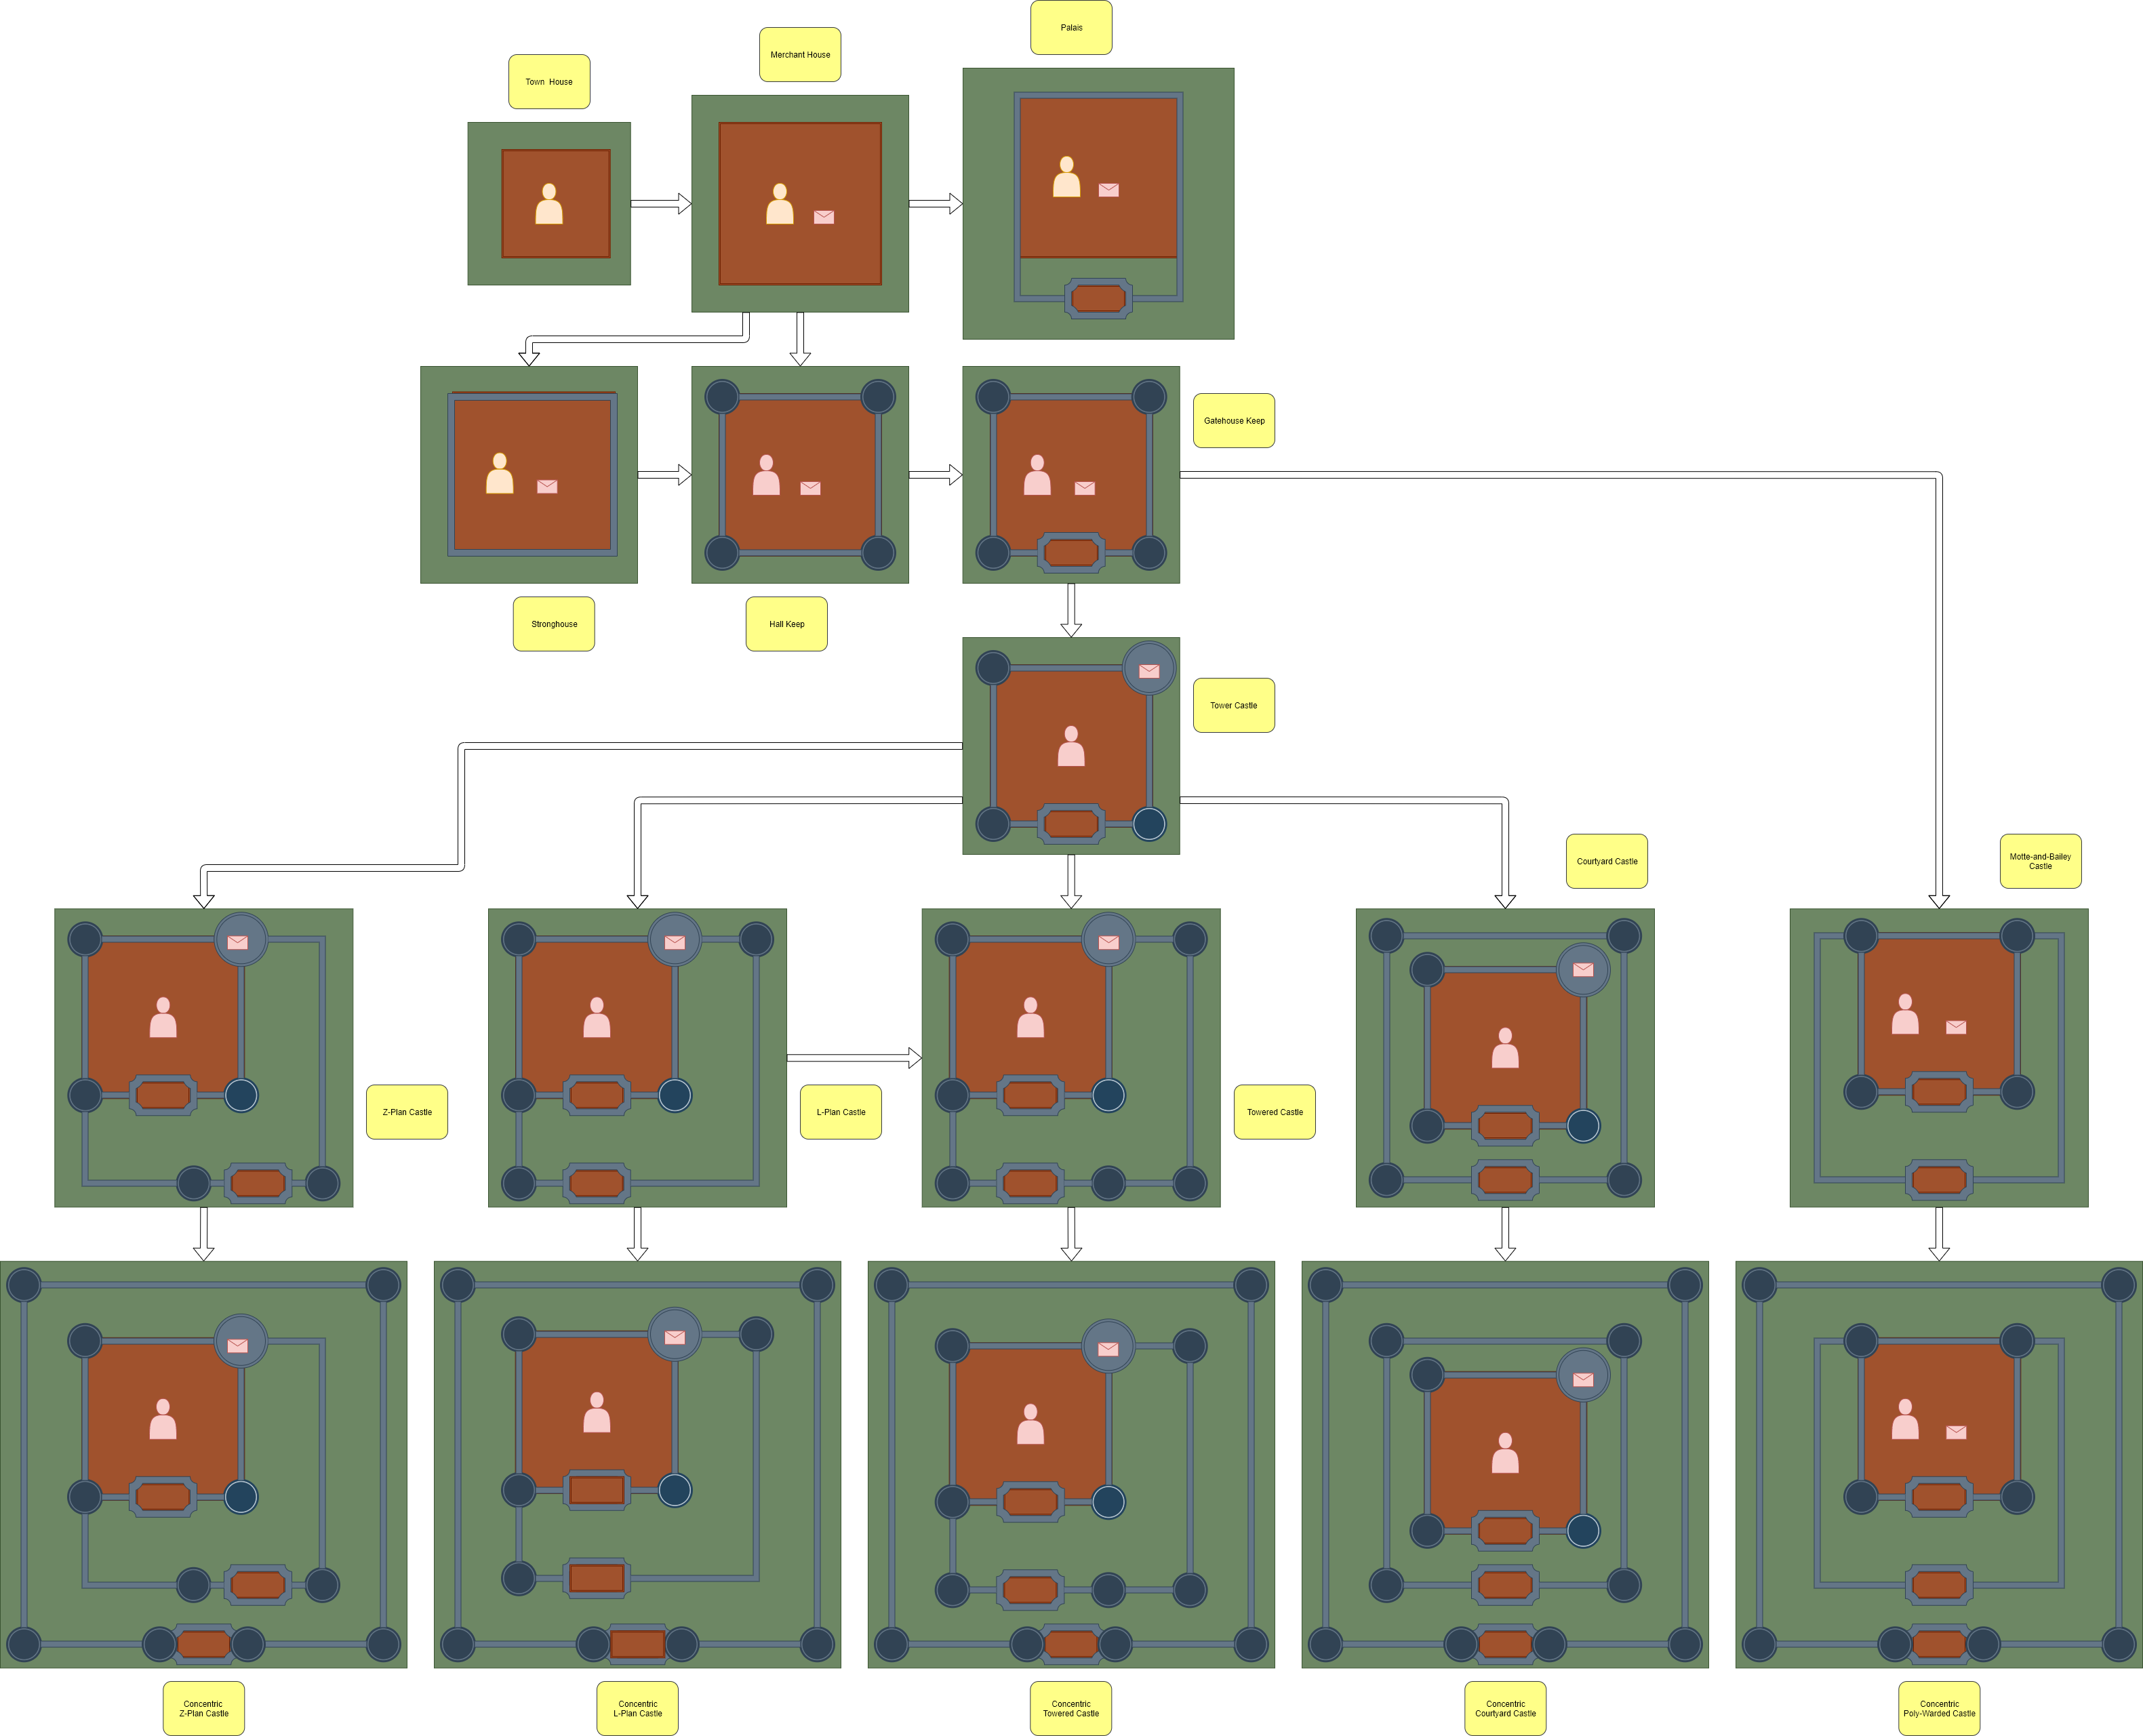 Palais
Merchant House
Town House
Gatehouse Keep
Stronghouse
Hall Keep
Tower Castle
Courtyard Castle
Motte-and-Bailey
Castle
Z-Plan Castle
L-Plan Castle
Towered Castle
Concentric
Z-Plan Castle
Concentric
L-Plan Castle
Concentric
Towered Castle
Concentric
Courtyard Castle
Concentric
Poly-Warded Castle